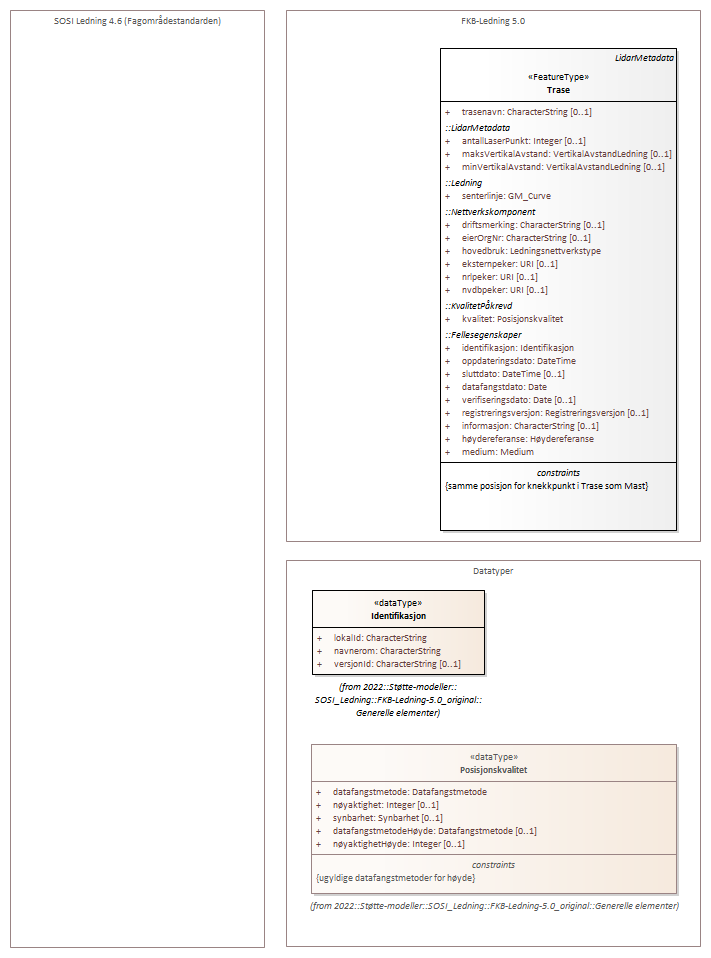 SOSI Ledning 4.6 (Fagområdestandarden)
FKB-Ledning 5.0
LidarMetadata
«FeatureType»
Trase
+ trasenavn: CharacterString [0..1]
::LidarMetadata
+ antallLaserPunkt: Integer [0..1]
+ maksVertikalAvstand: VertikalAvstandLedning [0..1]
+ minVertikalAvstand: VertikalAvstandLedning [0..1]
::Ledning
+ senterlinje: GM_Curve
::Nettverkskomponent
+ driftsmerking: CharacterString [0..1]
+ eierOrgNr: CharacterString [0..1]
+ hovedbruk: Ledningsnettverkstype
+ eksternpeker: URI [0..1]
+ nrlpeker: URI [0..1]
+ nvdbpeker: URI [0..1]
::KvalitetPåkrevd
+ kvalitet: Posisjonskvalitet
::Fellesegenskaper
+ identifikasjon: Identifikasjon
+ oppdateringsdato: DateTime
+ sluttdato: DateTime [0..1]
+ datafangstdato: Date
+ verifiseringsdato: Date [0..1]
+ registreringsversjon: Registreringsversjon [0..1]
+ informasjon: CharacterString [0..1]
+ høydereferanse: Høydereferanse
+ medium: Medium
constraints
{samme posisjon for knekkpunkt i Trase som Mast}
Datatyper
«dataType»
Identifikasjon
+ lokalId: CharacterString
+ navnerom: CharacterString
+ versjonId: CharacterString [0..1]
(from 2022::Støtte-modeller::
SOSI_Ledning::FKB-Ledning-5.0_original::
Generelle elementer)
«dataType»
Posisjonskvalitet
+ datafangstmetode: Datafangstmetode
+ nøyaktighet: Integer [0..1]
+ synbarhet: Synbarhet [0..1]
+ datafangstmetodeHøyde: Datafangstmetode [0..1]
+ nøyaktighetHøyde: Integer [0..1]
constraints
{ugyldige datafangstmetoder for høyde}
(from 2022::Støtte-modeller::SOSI_Ledning::FKB-Ledning-5.0_original::Generelle elementer)